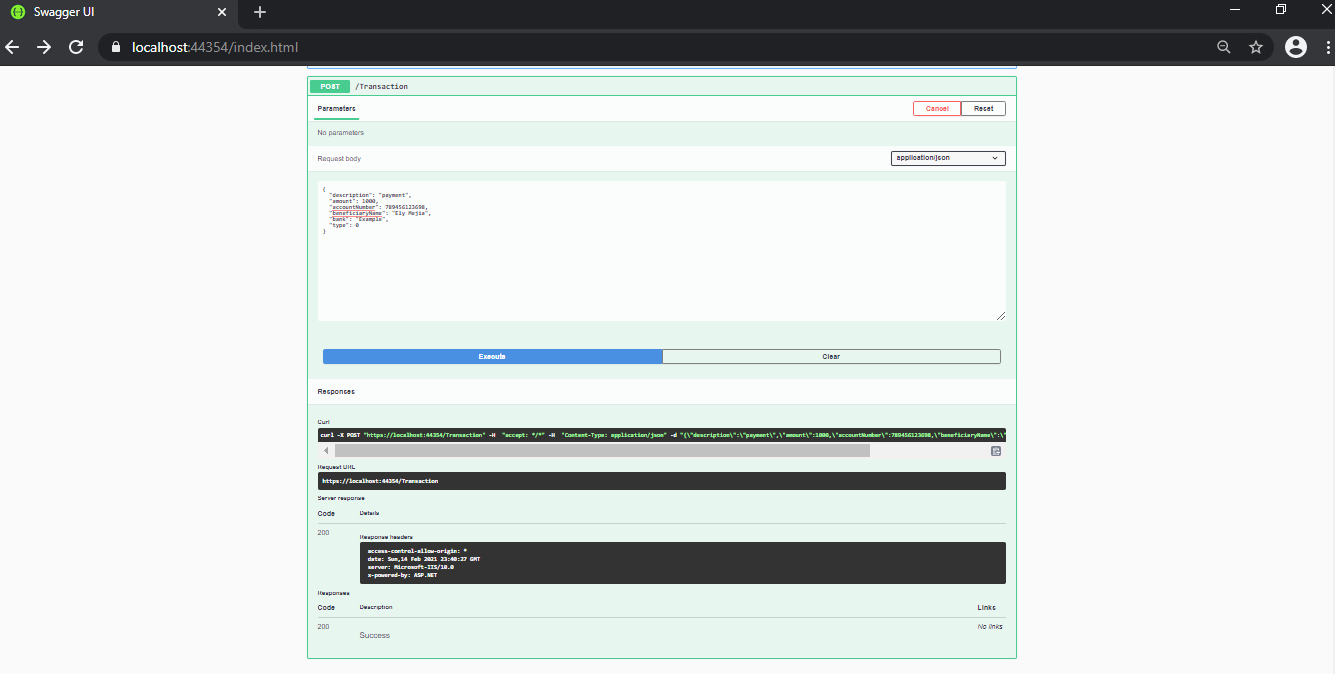 Swagger UI
localhost:44354/index.html
POST /Transaction
Parameters
Cancel Reset
No parameters
Request body
application/json
{
"description": "payment",
"amount": 1000,
"accountNumber": 789456123698,
"beneficiaryName": "Ely Mejia",
"bank": "Example",
"type": 0
}
Execute Clear
Responses
Curl
curl -X POST "https://localhost:44354/Transaction" -H "accept: */*" -H "Content-Type: application/json" -d "{\"description\":\"payment\",\"amount\":1000,\"accountNumber\":789456123698,\"beneficiaryName\":\"
Request URL
https://localhost:44354/Transaction
Server response
Code Details
200
Response headers
access-control-allow-origin: *
date: Sun,14 Feb 2021 23:40:27 GMT
server: Microsoft-IIS/10.0
x-powered-by: ASP.NET
Responses
Code Description Links
200
Success
No links